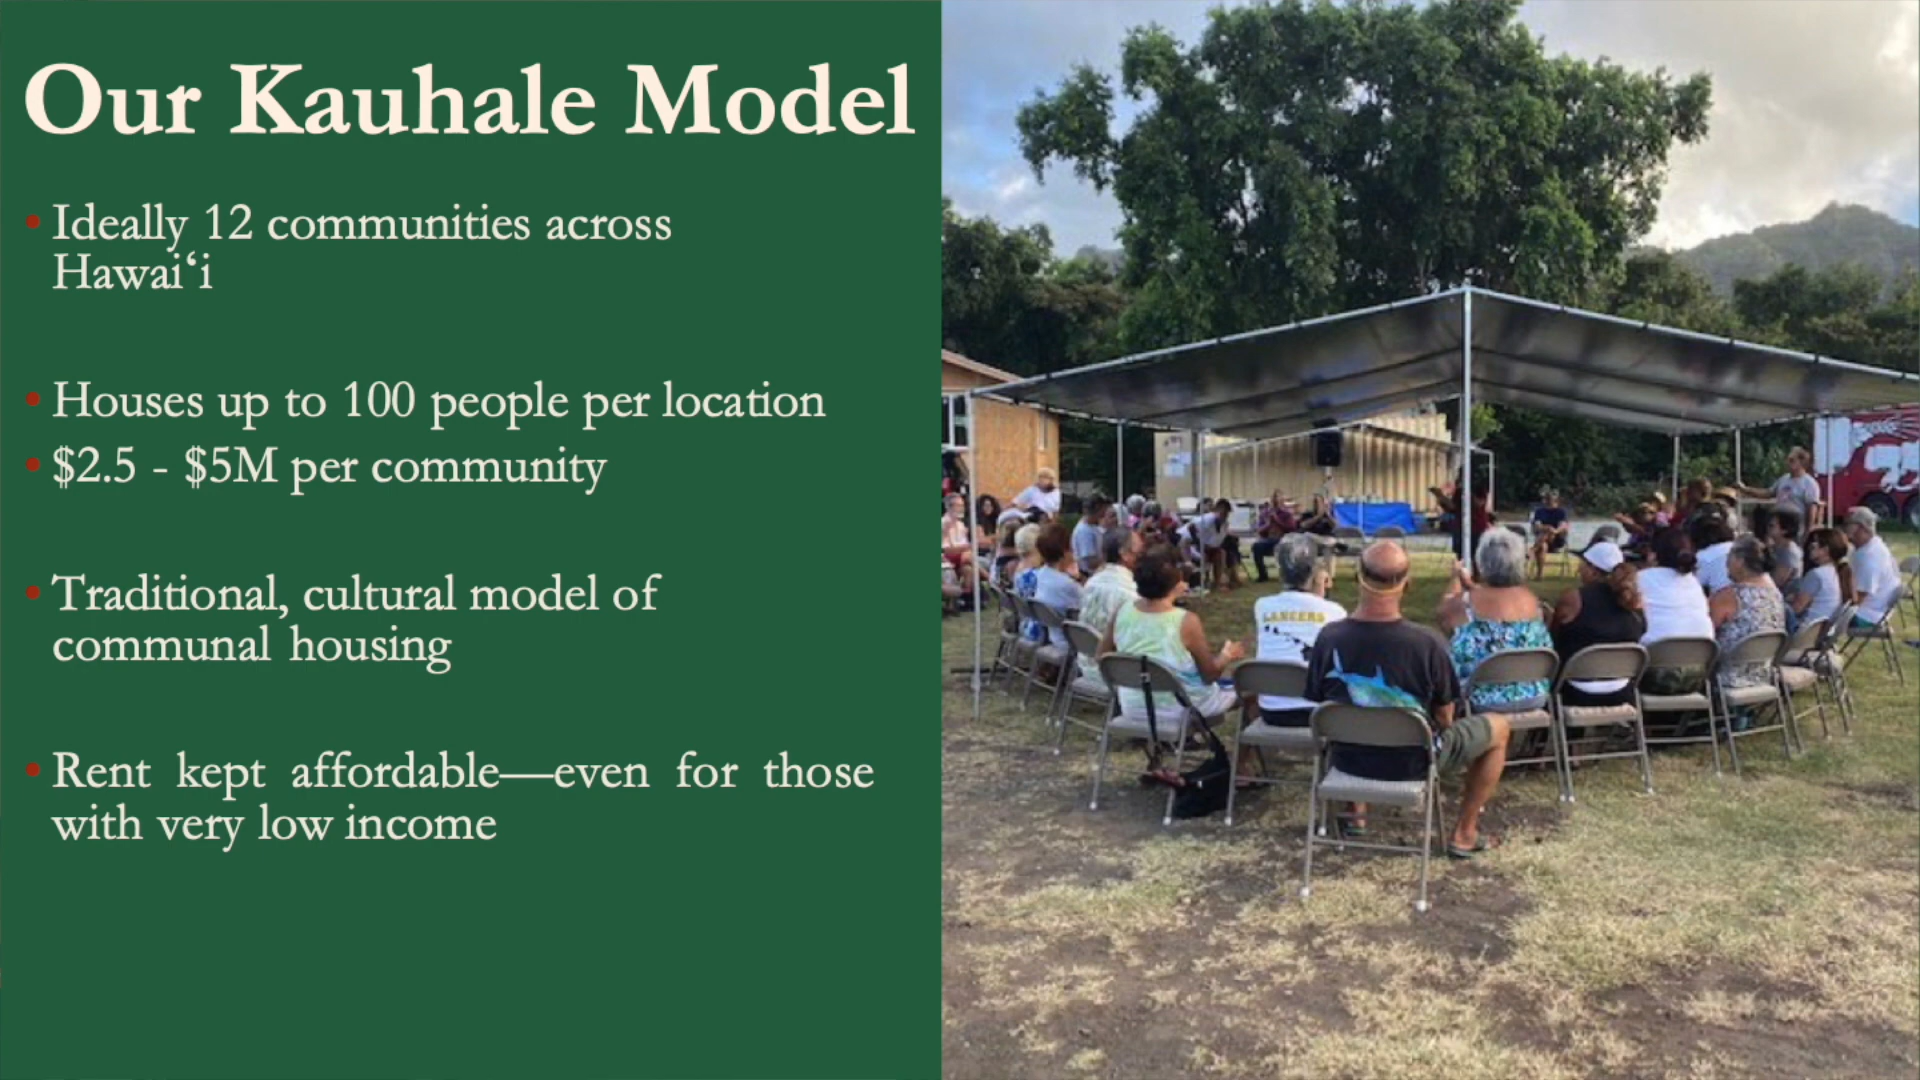 Our Kauhale Model
• Ideally 12 communities across
Hawaiʻi
• Houses up to 100 people per location
• $2.5 - $5M per community
• Traditional, cultural model of
communal housing
• Rent kept affordable—even for those
with very low income
LANCERS